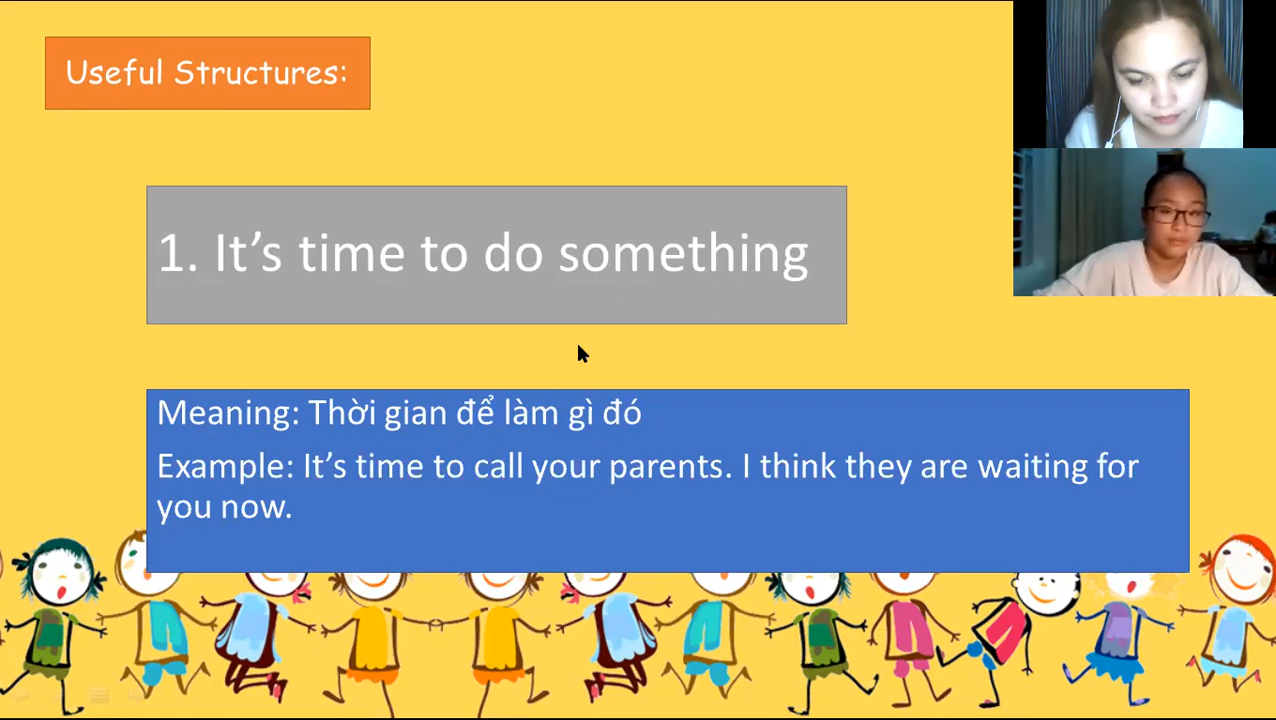 Useful Structures:
1. It’s time to do something
Meaning: Thời gian để làm gì đó
Example: It’s time to call your parents. I think they are waiting for
you now.